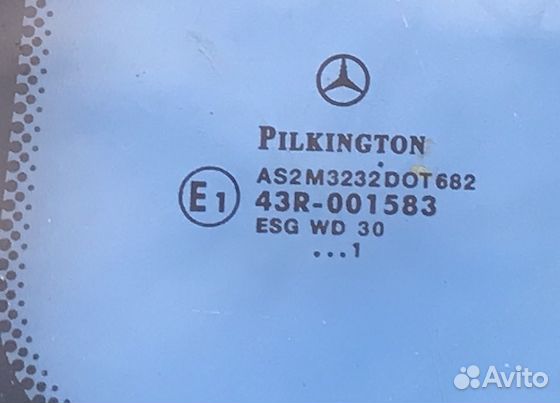 PILKINGTON
AS2M3232DOT682
E1 43R-001583
ESG WD 30
...1
Avito